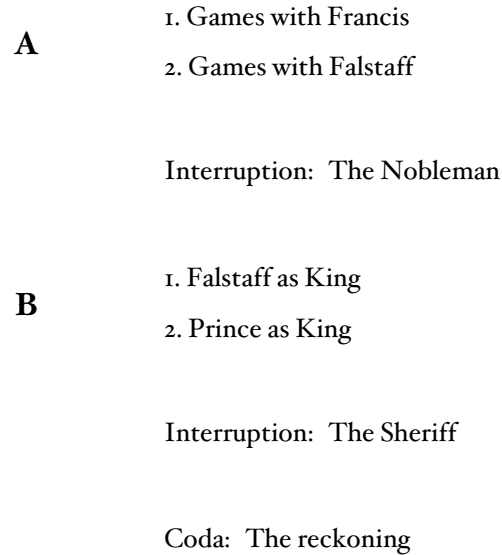 A
1. Games with Francis
2. Games with Falstaff
Interruption: The Nobleman
B
1. Falstaff as King
2. Prince as King
Interruption: The Sheriff
Coda: The reckoning